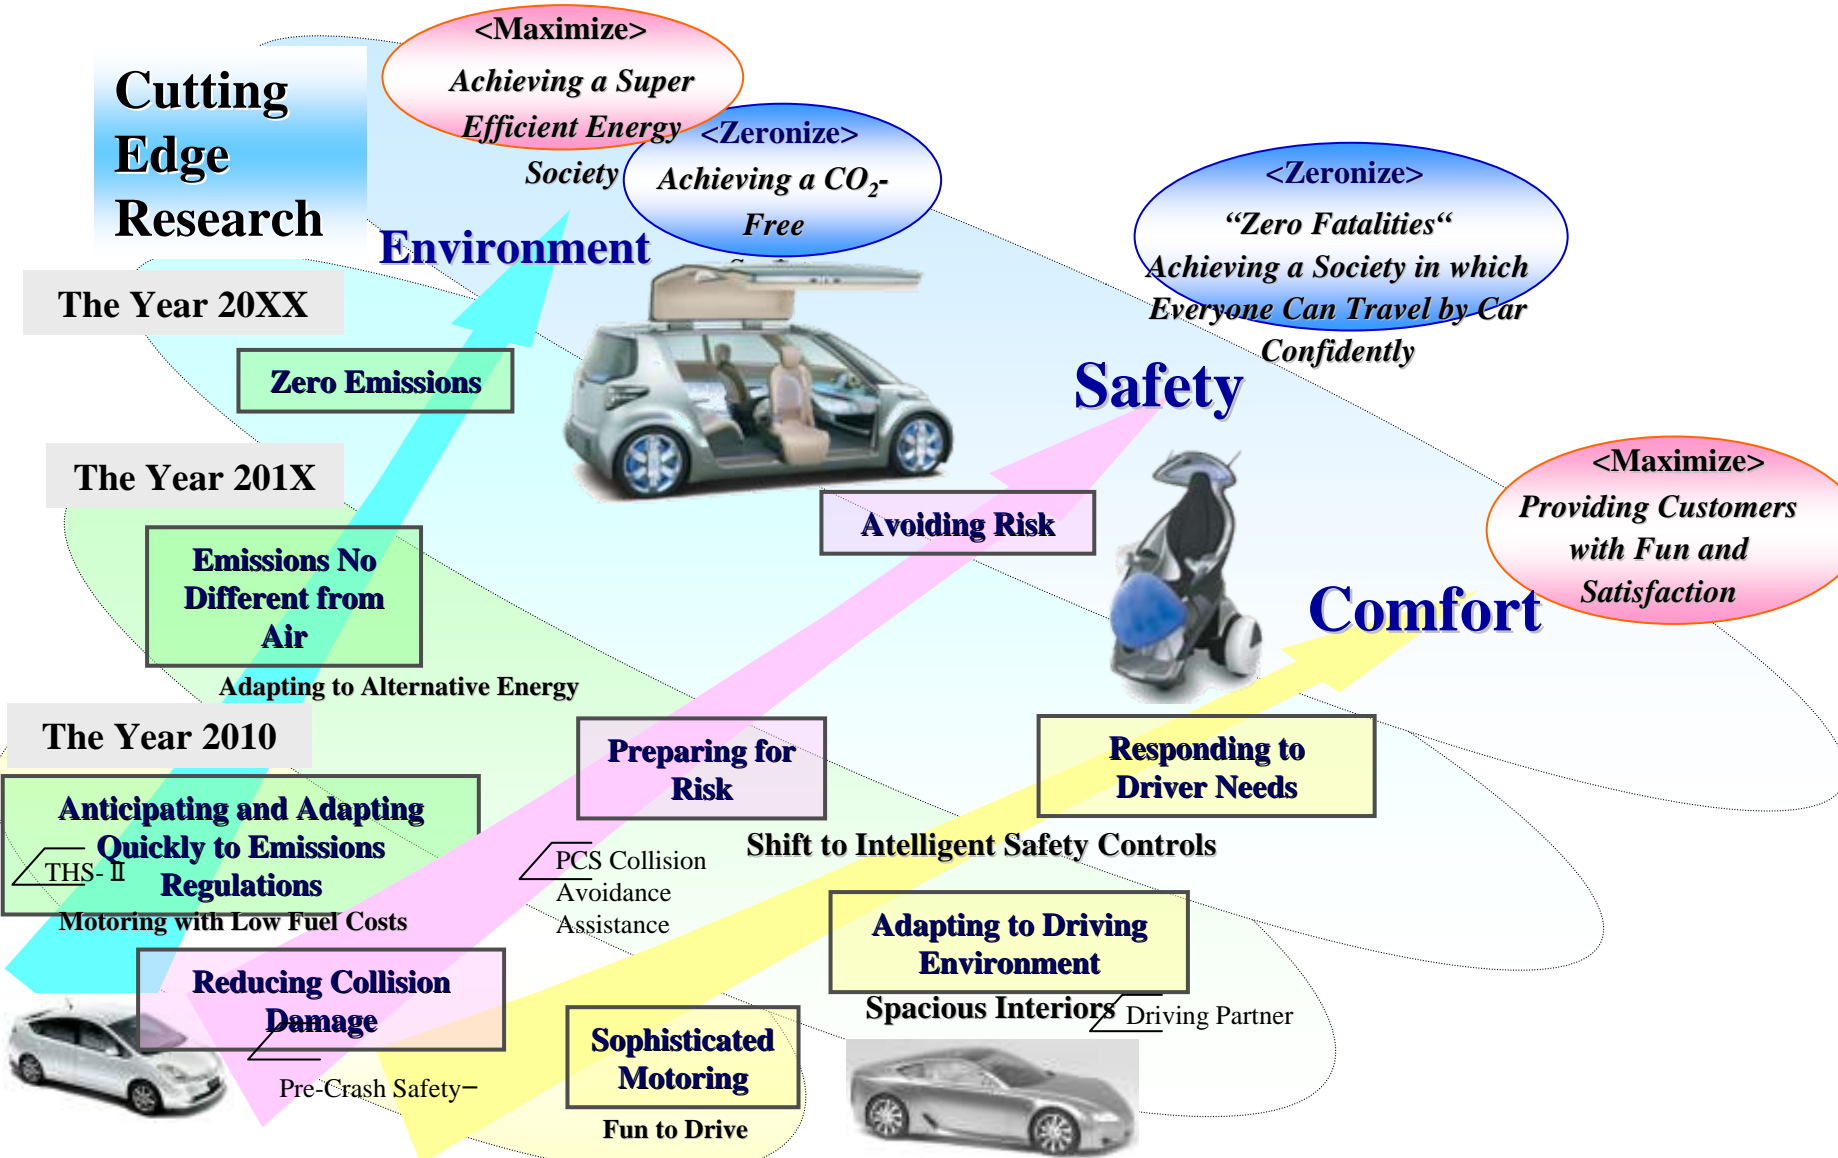 <Maximize>
Achieving a Super
Efficient Energy
Society
Cutting
Edge
Research
<Zeronize>
Achieving a CO2-
Free
<Zeronize>
“Zero Fatalities“
Achieving a Society in which
Everyone Can Travel by Car
Confidently
Environment
The Year 20XX
Zero Emissions
Safety
The Year 201X
<Maximize>
Providing Customers
with Fun and
Satisfaction
Avoiding Risk
Emissions No
Different from
Air
Comfort
Adapting to Alternative Energy
The Year 2010
Preparing for
Risk
Responding to
Driver Needs
Anticipating and Adapting
Quickly to Emissions
Regulations
THS-Ⅱ
Motoring with Low Fuel Costs
PCS Collision
Avoidance
Assistance
Shift to Intelligent Safety Controls
Adapting to Driving
Environment
Reducing Collision
Damage
Spacious Interiors
Driving Partner
Sophisticated
Motoring
Pre-Crash Safety−
Fun to Drive